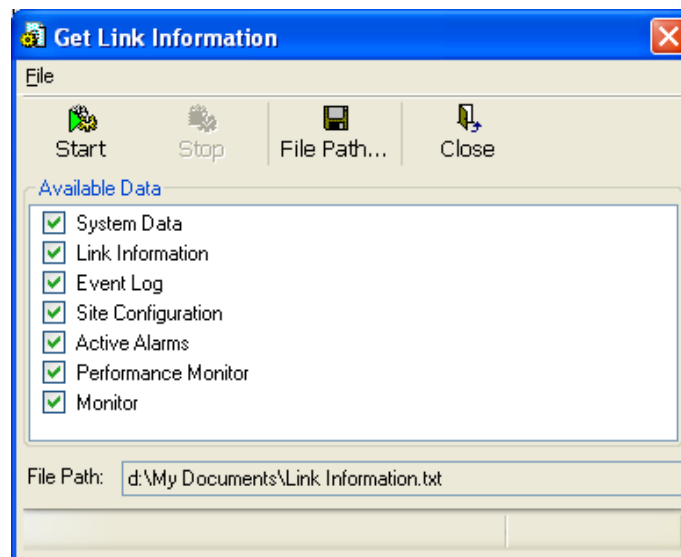 Get Link Information
File
Start Stop File Path... Close
Available Data
System Data
Link Information
Event Log
Site Configuration
Active Alarms
Performance Monitor
Monitor
File Path: d:\My Documents\Link Information.txt